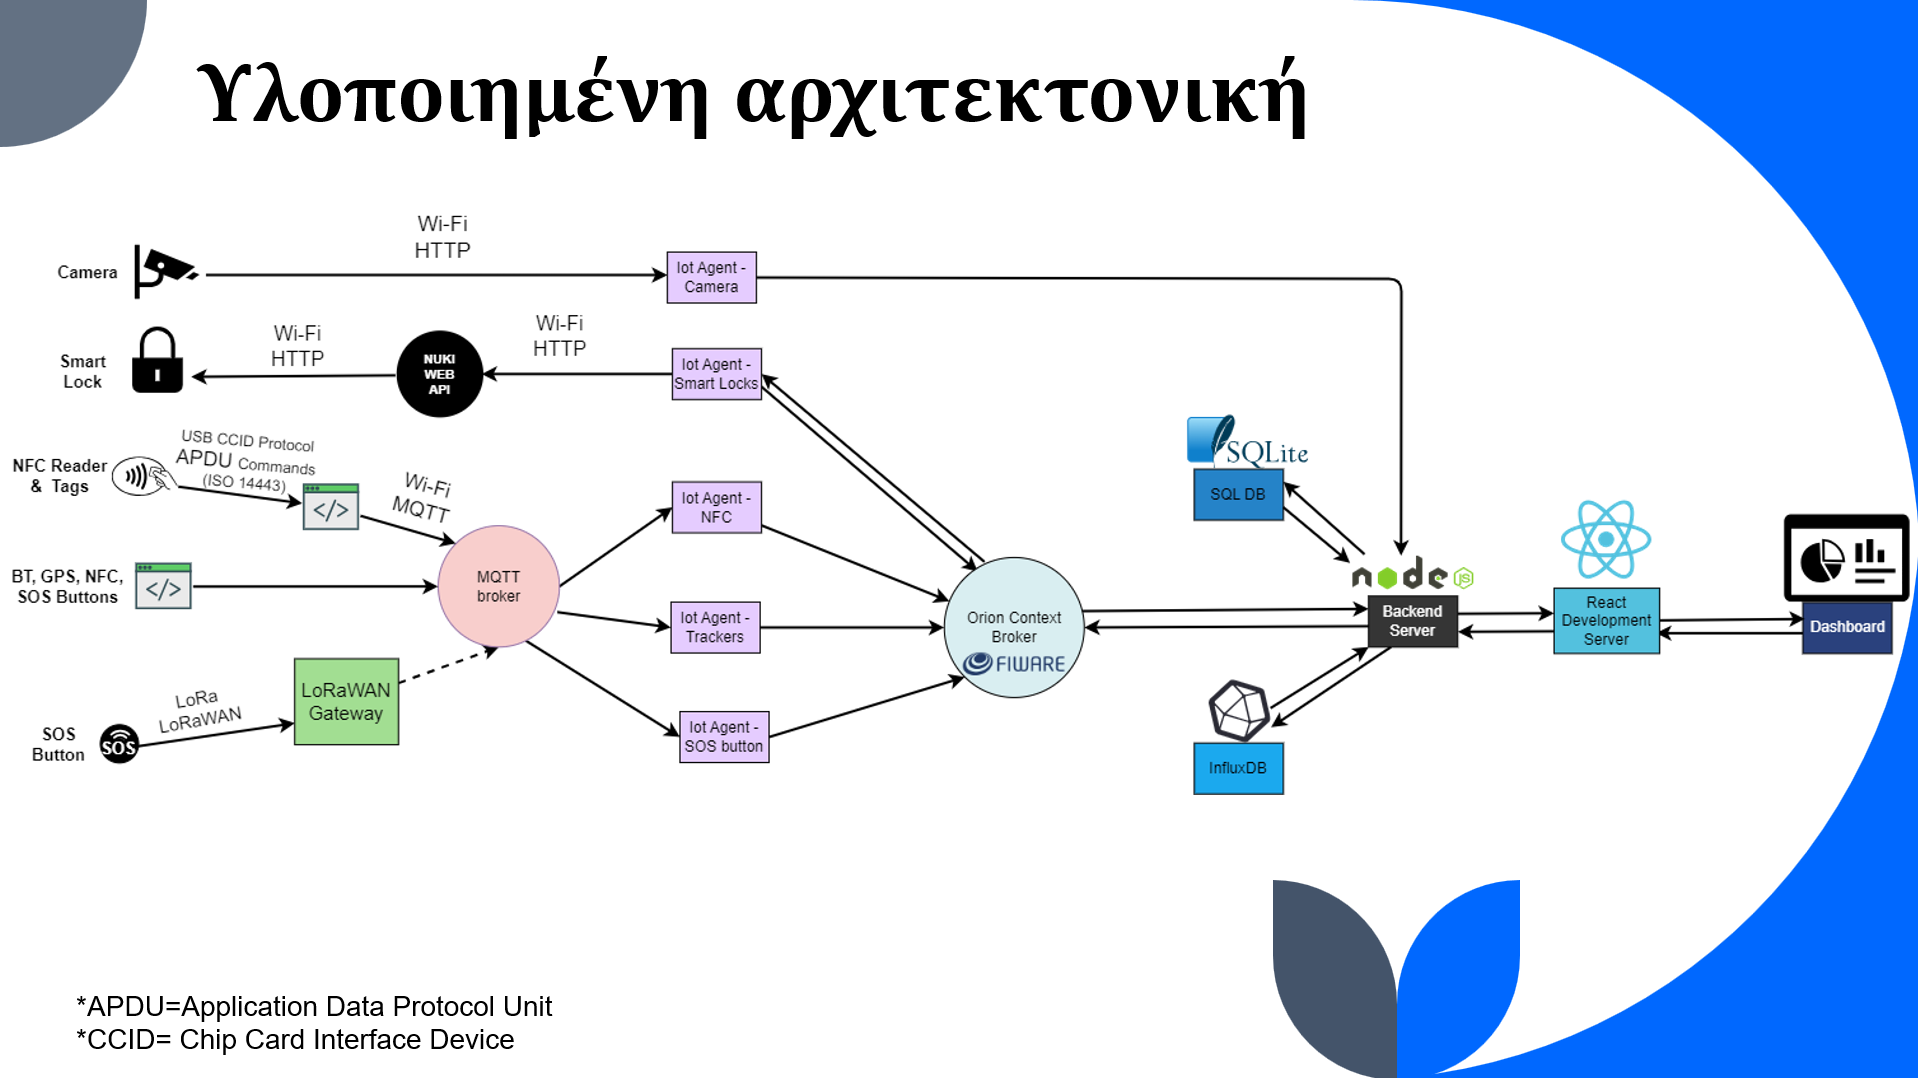 Υλοποιημένη αρχιτεκτονική
Wi-Fi
HTTP
Camera
Iot Agent -
Camera
Wi-Fi
HTTP
Wi-Fi
HTTP
Smart
Lock
NUKI
WEB
API
Iot Agent -
Smart Locks
USB CCID Protocol
APDU Commands
(ISO 14443)
NFC Reader
& Tags
</>
Wi-Fi
MQTT
Iot Agent -
NFC
SQLite
SQL DB
BT, GPS, NFC,
SOS Buttons
</>
MQTT
broker
Iot Agent -
Trackers
Orion Context
Broker
FIWARE
node
JS
Backend
Server
React
Development
Server
Dashboard
LoRaWAN
Gateway
LoRa
LoRaWAN
SOS
Button
SOS
Iot Agent -
SOS button
InfluxDB
*APDU=Application Data Protocol Unit
*CCID= Chip Card Interface Device